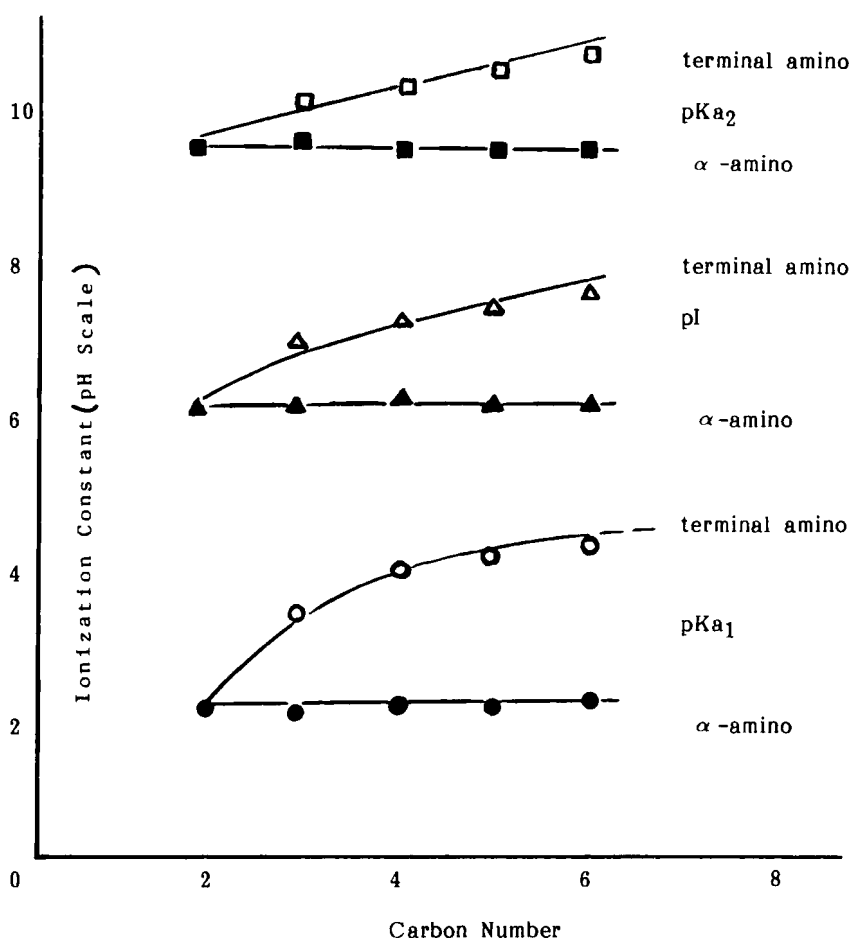 10
8
6
4
2
0
Ionization Constant(pH Scale)
terminal amino
pKa2
α -amino
terminal amino
pI
α-amino
terminal amino
pKa1
α-amino
2 4 6 8
Carbon Number